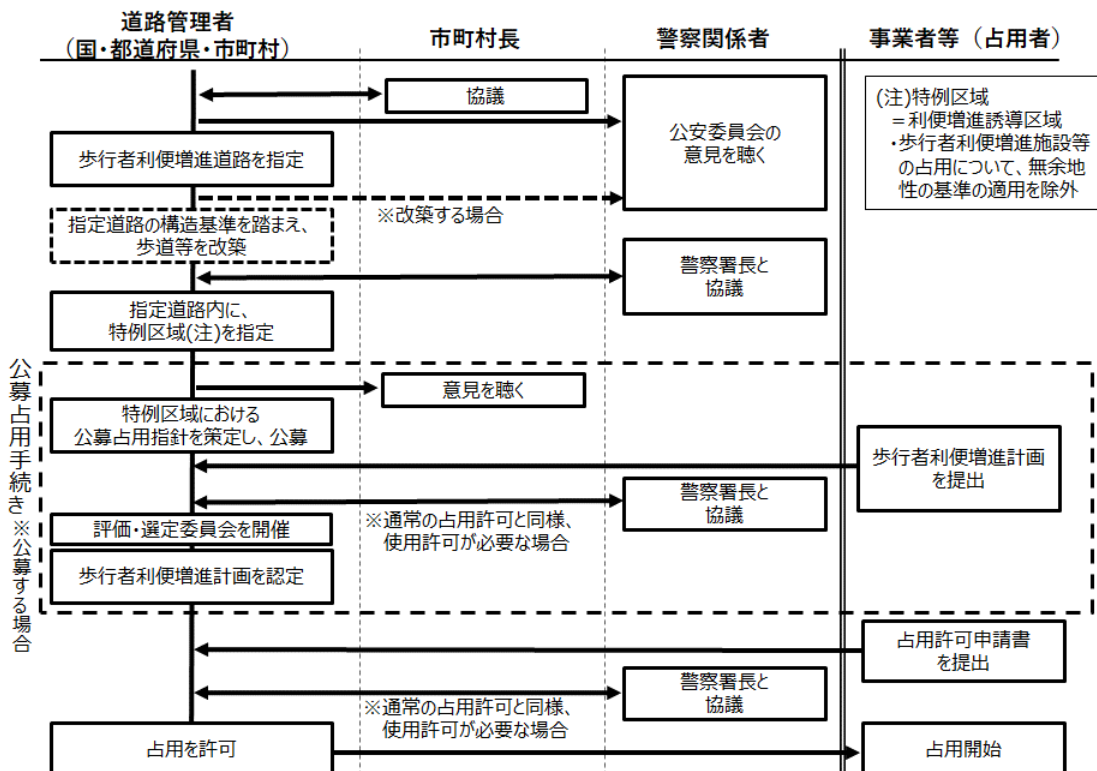 道路管理者
（国・都道府県・市町村）
市町村長
警察関係者
事業者等（占用者）
協議
公安委員会の
意見を聴く
(注)特例区域
＝利便増進誘導区域
・歩行者利便増進施設等
の占用について、無余地
性の基準の適用を除外
歩行者利便増進道路を指定
※改築する場合
指定道路の構造基準を踏まえ、
歩道等を改築
警察署長と
協議
指定道路内に、
特例区域(注)を指定
公募占用手続き※公募する場合
意見を聴く
特例区域における
公募占用指針を策定し、公募
歩行者利便増進計画
を提出
警察署長と
協議
※通常の占用許可と同様、
使用許可が必要な場合
評価・選定委員会を開催
歩行者利便増進計画を認定
占用許可申請書
を提出
警察署長と
協議
※通常の占用許可と同様、
使用許可が必要な場合
占用を許可
占用開始